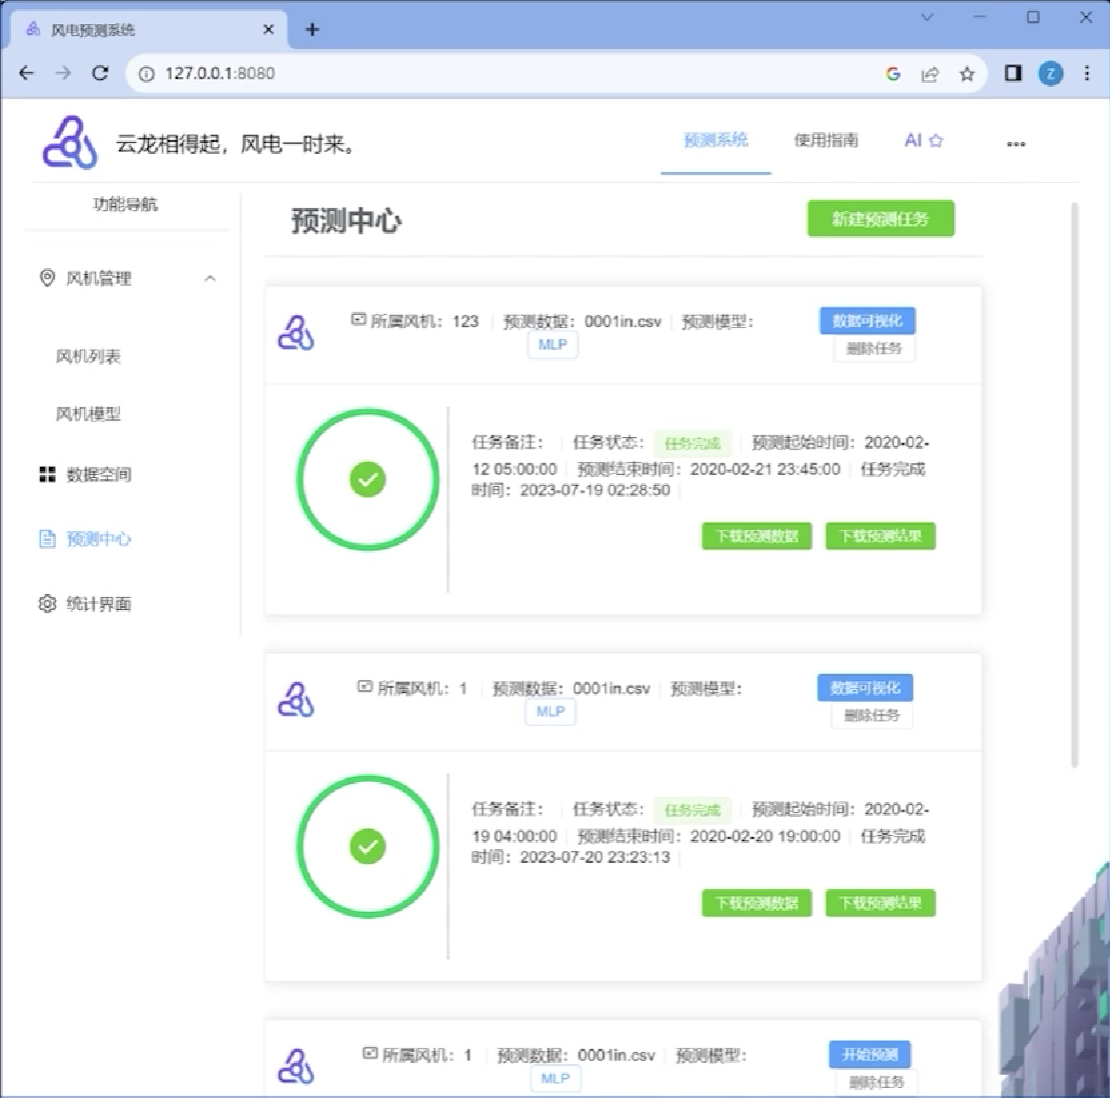 风电预测系统
127.0.0.1:8080
Z
云龙相得起，风电一时来。
预测系统
使用指南
AI
功能导航
风机管理
风机列表
风机模型
数据空间
预测中心
统计界面
预测中心
新建预测任务
所属风机：123 预测数据：0001in.csv 预测模型：
MLP
数据可视化
删除任务
任务备注： 任务状态： 任务完成 预测起始时间：2020-02-
12 05:00:00 预测结束时间：2020-02-21 23:45:00 任务完成
时间：2023-07-19 02:28:50
下载预测数据 下载预测结果
所属风机：1 预测数据：0001in.csv 预测模型：
MLP
数据可视化
删除任务
任务备注： 任务状态： 任务完成 预测起始时间：2020-02-
19 04:00:00 预测结束时间：2020-02-20 19:00:00 任务完成
时间：2023-07-20 23:23:13
下载预测数据 下载预测结果
所属风机：1 预测数据：0001in.csv 预测模型：
MLP
开始预测
删除任务